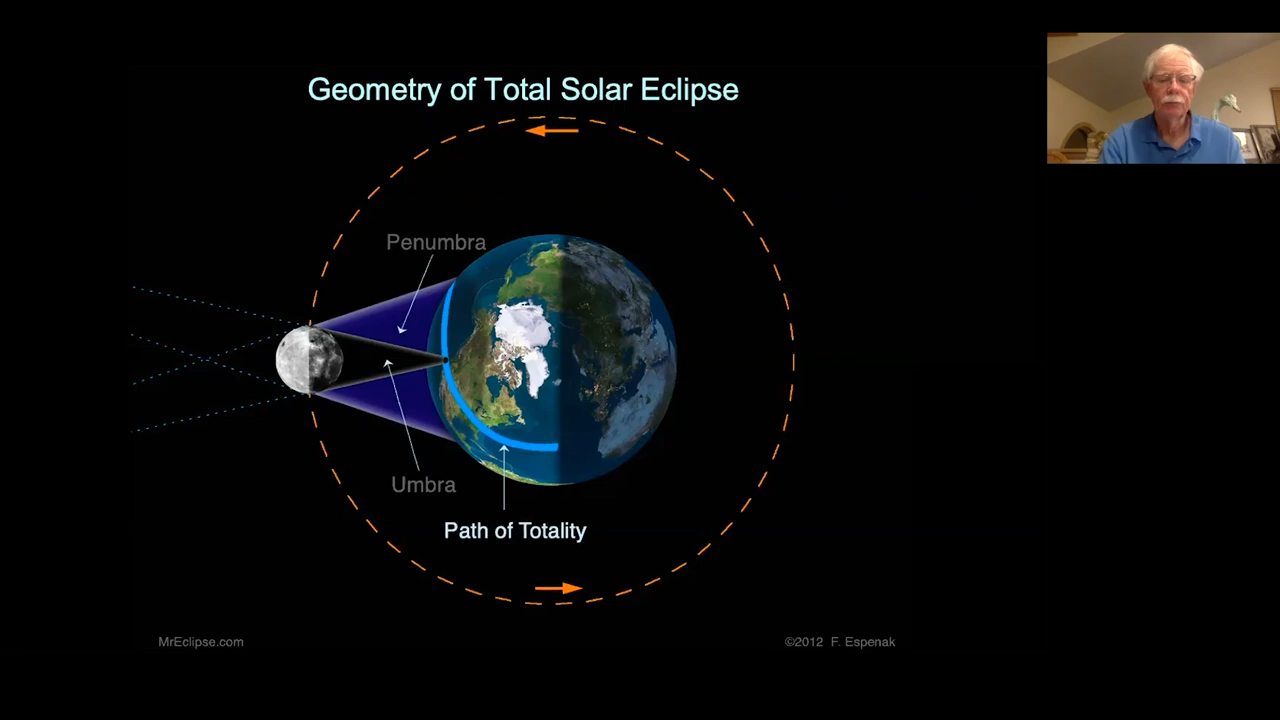 Geometry of Total Solar Eclipse
Penumbra
Umbra
Path of Totality
MrEclipse.com
©2012 F. Espenak